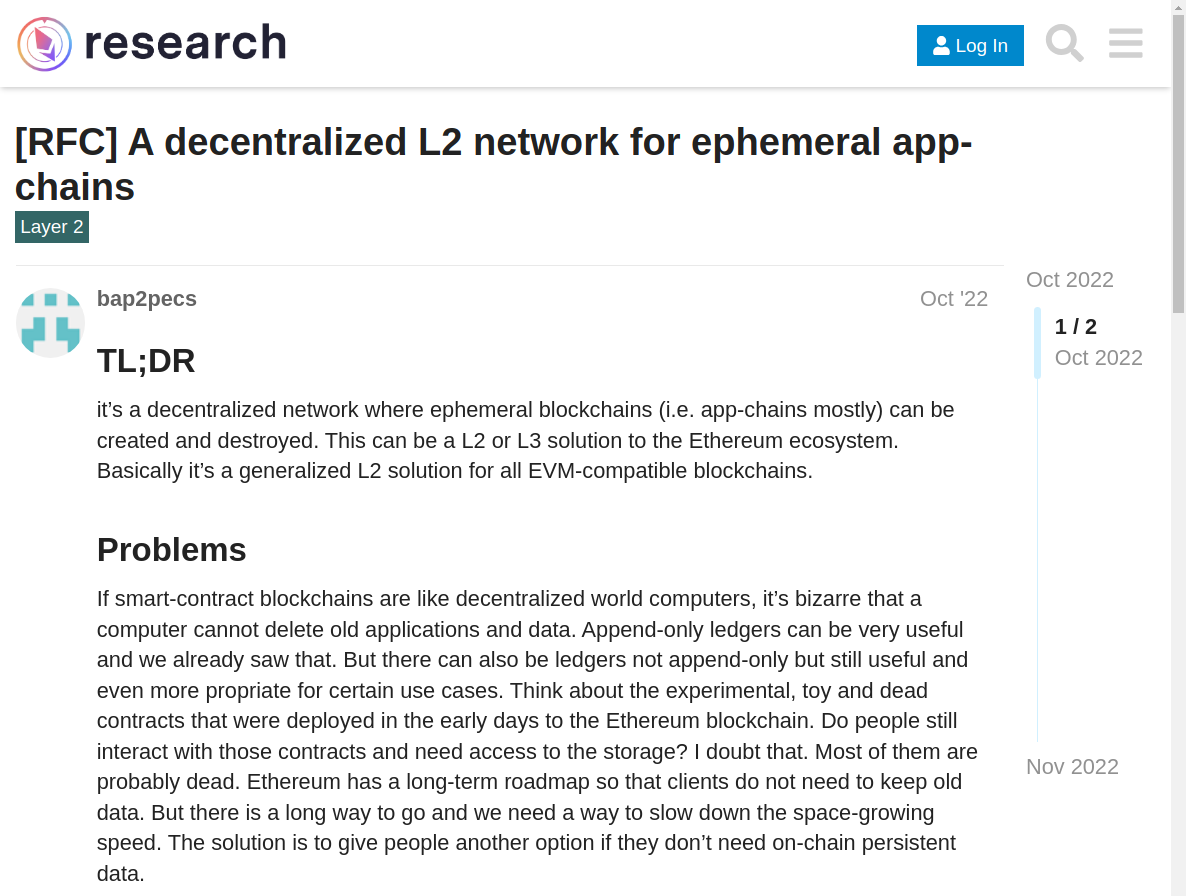 research
Log In
[RFC] A decentralized L2 network for ephemeral app-
chains
Layer 2
bap2pecs
Oct '22
TL;DR
it’s a decentralized network where ephemeral blockchains (i.e. app-chains mostly) can be
created and destroyed. This can be a L2 or L3 solution to the Ethereum ecosystem.
Basically it’s a generalized L2 solution for all EVM-compatible blockchains.
Problems
If smart-contract blockchains are like decentralized world computers, it’s bizarre that a
computer cannot delete old applications and data. Append-only ledgers can be very useful
and we already saw that. But there can also be ledgers not append-only but still useful and
even more propriate for certain use cases. Think about the experimental, toy and dead
contracts that were deployed in the early days to the Ethereum blockchain. Do people still
interact with those contracts and need access to the storage? I doubt that. Most of them are
probably dead. Ethereum has a long-term roadmap so that clients do not need to keep old
data. But there is a long way to go and we need a way to slow down the space-growing
speed. The solution is to give people another option if they don’t need on-chain persistent
data.
Oct 2022
1 / 2
Oct 2022
Nov 2022